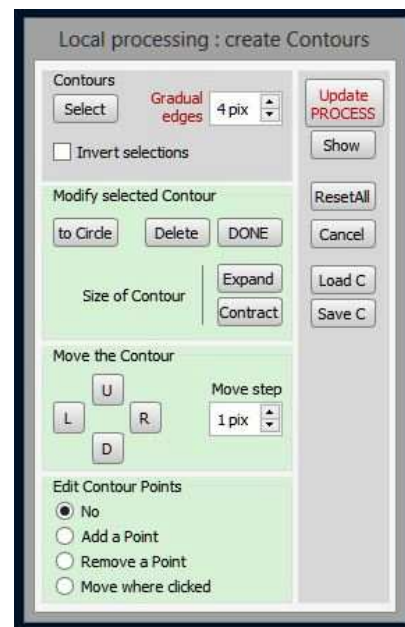 Local processing : create Contours
Contours
Select
Gradual
edges
4 pix
Invert selections
Modify selected Contour
to Circle
Delete
DONE
Size of Contour
Expand
Contract
Move the Contour
U
L
R
D
Move step
1 pix
Edit Contour Points
No
Add a Point
Remove a Point
Move where clicked
Update
PROCESS
Show
ResetAll
Cancel
Load C
Save C